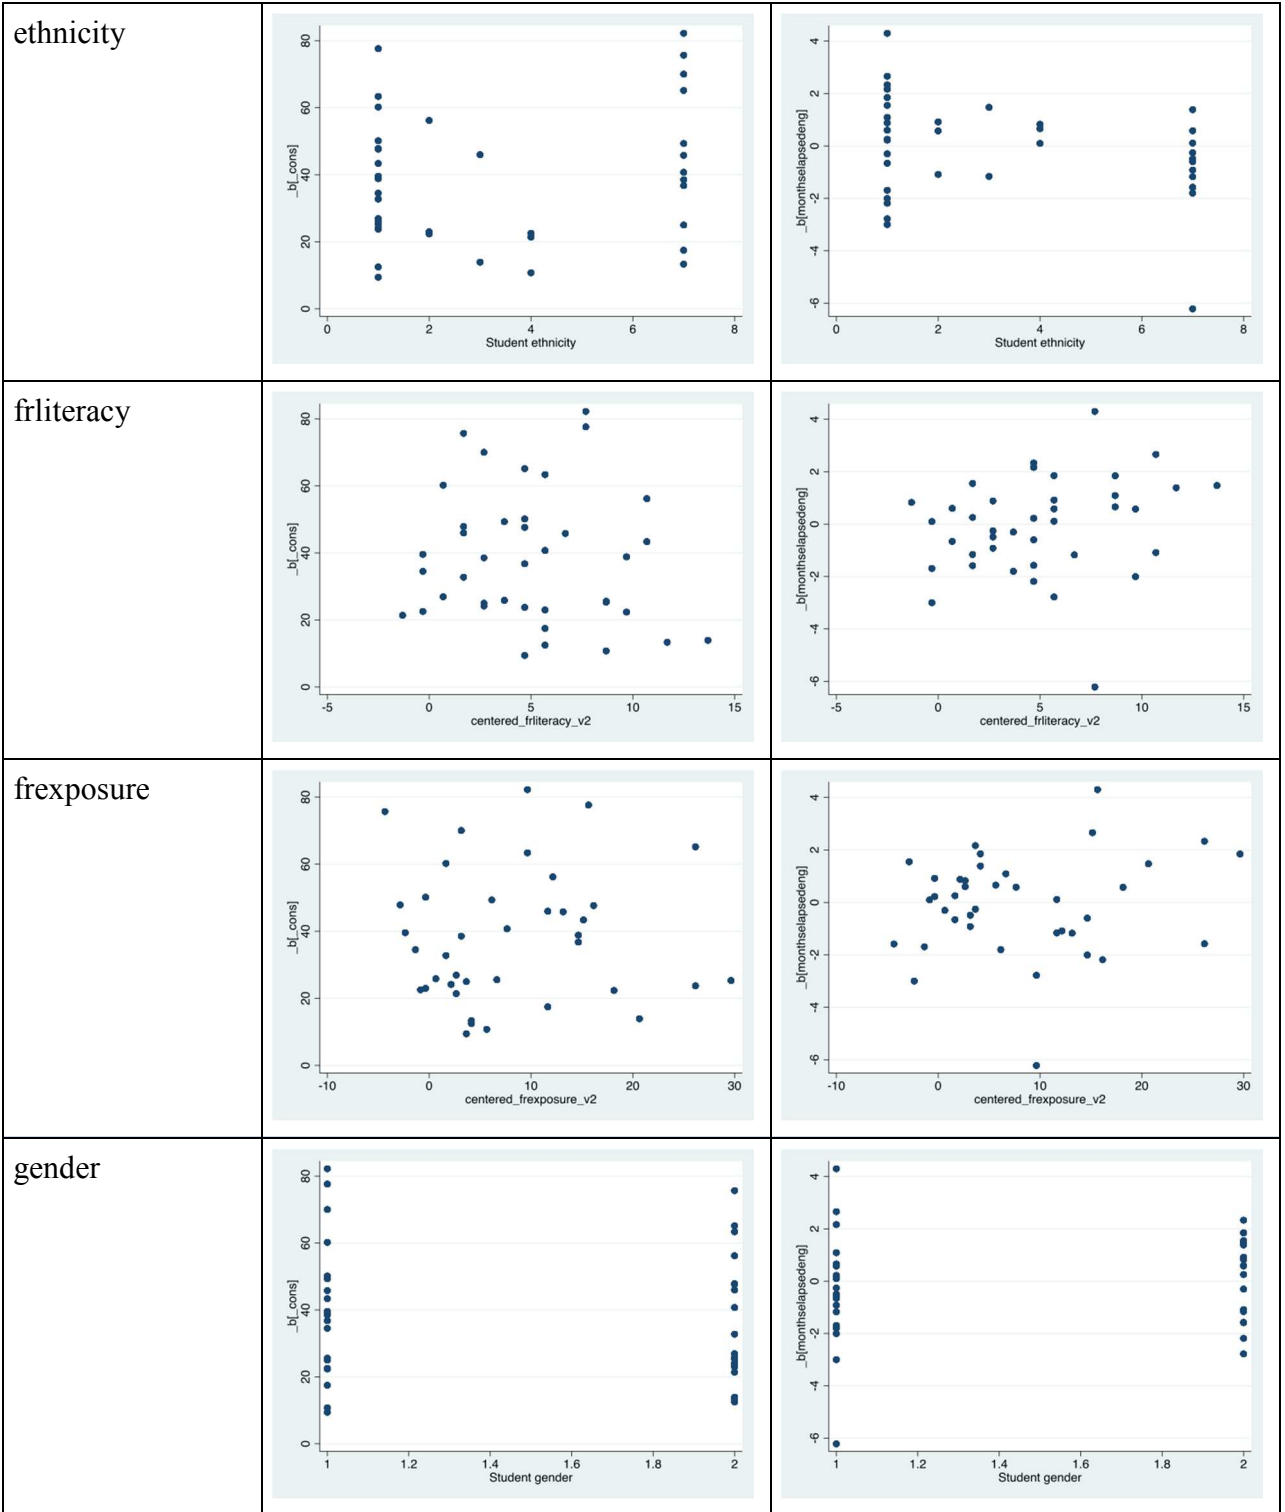 ethnicity
80
60
40
20
0
_b[_cons]
0 2 4 6 8
Student ethnicity
4
2
0
-2
-4
-6
_b[monthselapsedeng]
0 2 4 6 8
Student ethnicity
frliteracy
80
60
40
20
0
_b[_cons]
-5 0 5 10 15
centered_frliteracy_v2
4
2
0
-2
-4
-6
_b[monthselapsedeng]
-5 0 5 10 15
centered_frliteracy_v2
frexposure
80
60
40
20
0
_b[_cons]
-10 0 10 20 30
centered_frexposure_v2
4
2
0
-2
-4
-6
_b[monthselapsedeng]
-10 0 10 20 30
centered_frexposure_v2
gender
80
60
40
20
0
_b[_cons]
1 1.2 1.4 1.6 1.8 2
Student gender
4
2
0
-2
-4
-6
_b[monthselapsedeng]
1 1.2 1.4 1.6 1.8 2
Student gender